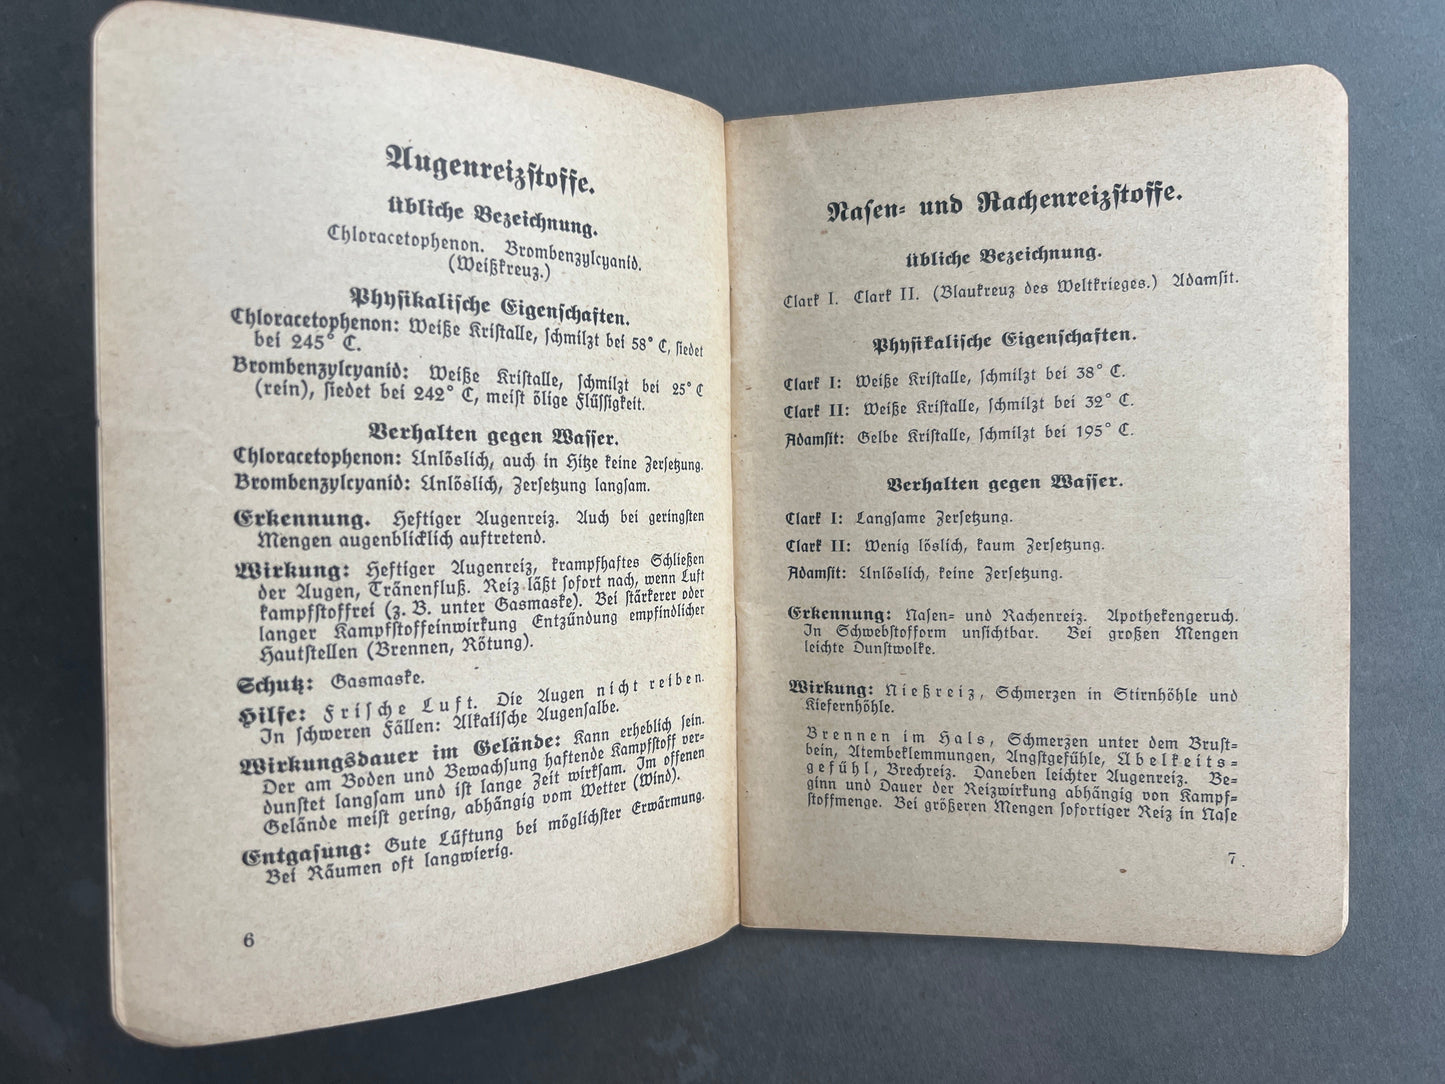 Augenreizstoffe.
Übliche Bezeichnung.
Chloracetophenon. Brombenzylcyanid.
(Weißkreuz.)
Physikalische Eigenschaften.
Chloracetophenon: Weiße Kristalle, schmilzt bei 58° C, siedet
bei 245° C.
Brombenzylcyanid: Weiße Kristalle, schmilzt bei 25° C
(rein), siedet bei 242° C, meist ölige Flüssigkeit.
Verhalten gegen Wasser.
Chloracetophenon: Unlöslich, auch in Hitze keine Zersetzung.
Brombenzylcyanid: Unlöslich, Zersetzung langsam.
Erkennung. Heftiger Augenreiz. Auch bei geringsten
Mengen augenblicklich auftretend.
Wirkung: Heftiger Augenreiz, krampfhaftes Schließen
der Augen, Tränenfluß. Reiz läßt sofort nach, wenn Luft
kampfstoffrei (z. B. unter Gasmaske). Bei stärkerer oder
langer Kampfstoffeinwirkung Entzündung empfindlicher
Hautstellen (Brennen, Rötung).
Schutz: Gasmaske.
Hilfe: Frische Luft. Die Augen nicht reiben.
In schweren Fällen: Alkalische Augensalbe.
Wirkungsdauer im Gelände: Kann erheblich sein.
Der am Boden und Bewachsung haftende Kampfstoff ver-
dunstet langsam und ist lange Zeit wirksam. Im offenen
Gelände meist gering, abhängig vom Wetter (Wind).
Entgasung: Gute Lüftung bei möglichster Erwärmung.
Bei Räumen oft langwierig.
6
Nasen- und Rachenreizstoffe.
Übliche Bezeichnung.
Clark I. Clark II. (Blaukreuz des Weltkrieges.) Adamsit.
Physikalische Eigenschaften.
Clark I: Weiße Kristalle, schmilzt bei 38° C.
Clark II: Weiße Kristalle, schmilzt bei 32° C.
Adamsit: Gelbe Kristalle, schmilzt bei 195° C.
Verhalten gegen Wasser.
Clark I: Langsame Zersetzung.
Clark II: Wenig löslich, kaum Zersetzung.
Adamsit: Unlöslich, keine Zersetzung.
Erkennung: Nasen- und Rachenreiz. Apothekengeruch.
In Schwebstofform unsichtbar. Bei großen Mengen
leichte Dunstwolke.
Wirkung: Nießreiz, Schmerzen in Stirnhöhle und
Kiefernhöhle.
Brennen im Hals, Schmerzen unter dem Brust-
bein, Atembeklemmungen, Angstgefühle, Übelkeits-
gefühl, Brechreiz. Daneben leichter Augenreiz. Be-
ginn und Dauer der Reizwirkung abhängig von Kampf-
stoffmenge. Bei größeren Mengen sofortiger Reiz in Nase
7